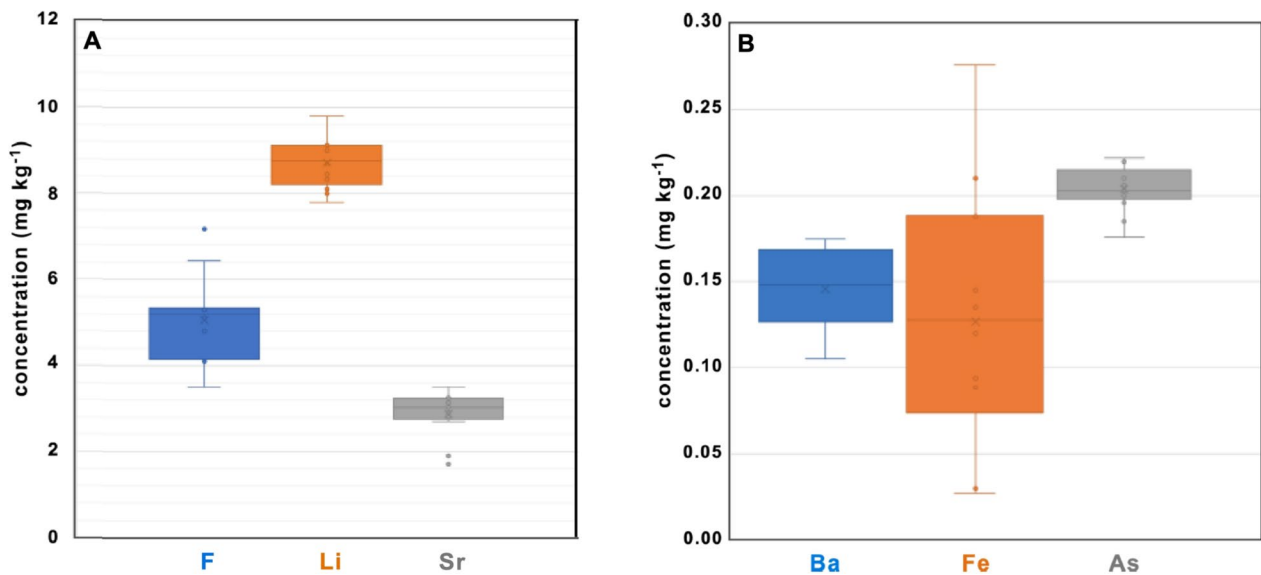 A
concentration (mg kg-1)
12
10
8
6
4
2
0
F Li Sr
B
concentration (mg kg-1)
0.30
0.25
0.20
0.15
0.10
0.05
0.00
Ba Fe As